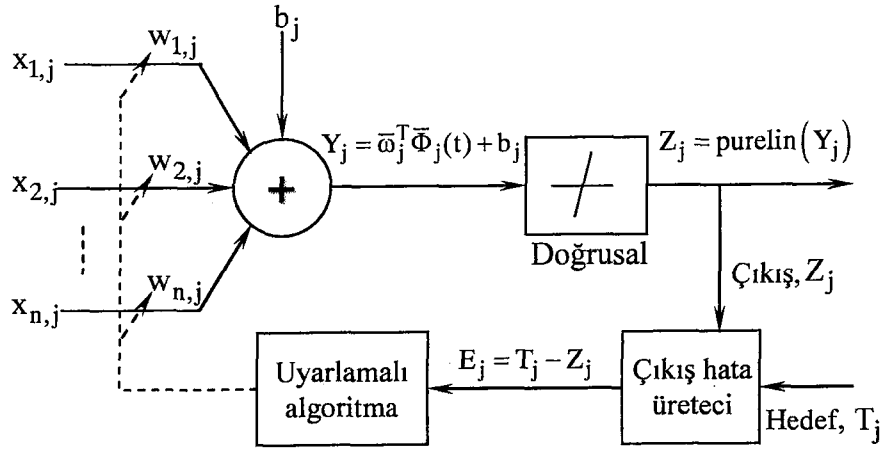 b_j
x_{1,j}
w_{1,j}
Y_j = ω̄_j^T Φ̄_j(t) + b_j
Z_j = purelin(Y_j)
x_{2,j}
w_{2,j}
+
Doğrusal
x_{n,j}
w_{n,j}
Çıkış, Z_j
Uyarlamalı
algoritma
E_j = T_j − Z_j
Çıkış hata
üreteci
Hedef, T_j